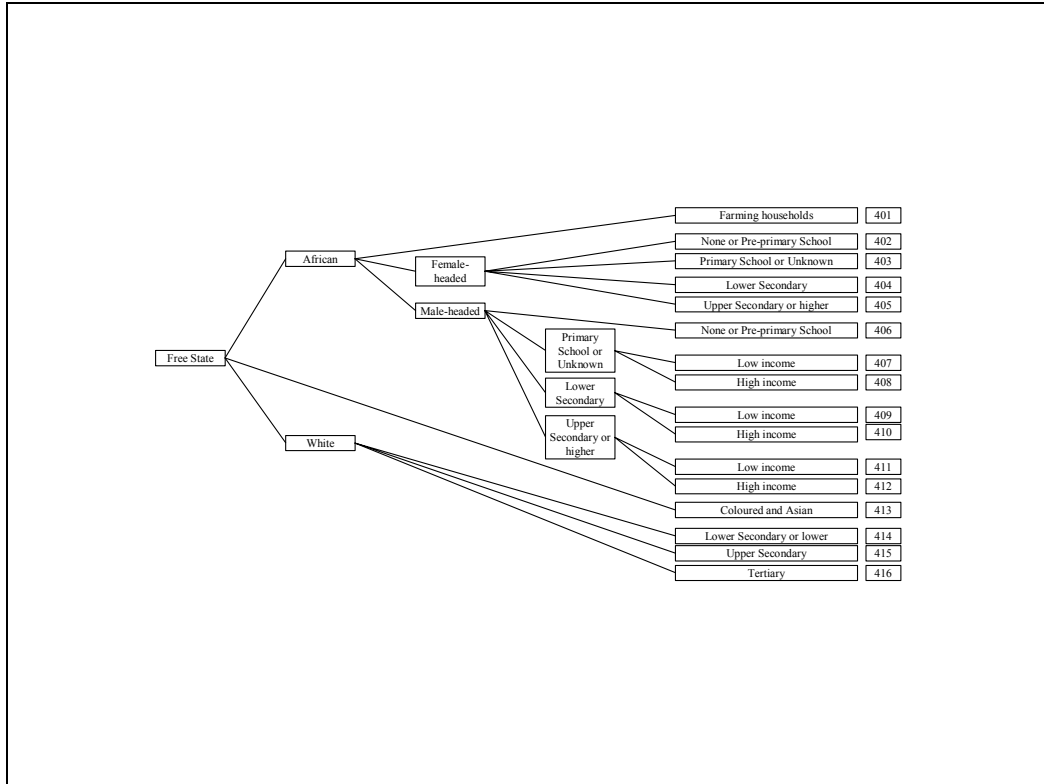 Farming households 401
None or Pre-primary School 402
African
Female-
headed
Primary School or Unknown 403
Lower Secondary 404
Upper Secondary or higher 405
Male-headed
None or Pre-primary School 406
Primary
School or
Unknown
Free State
Low income 407
High income 408
Lower
Secondary
Low income 409
High income 410
Upper
Secondary or
higher
White
Low income 411
High income 412
Coloured and Asian 413
Lower Secondary or lower 414
Upper Secondary 415
Tertiary 416